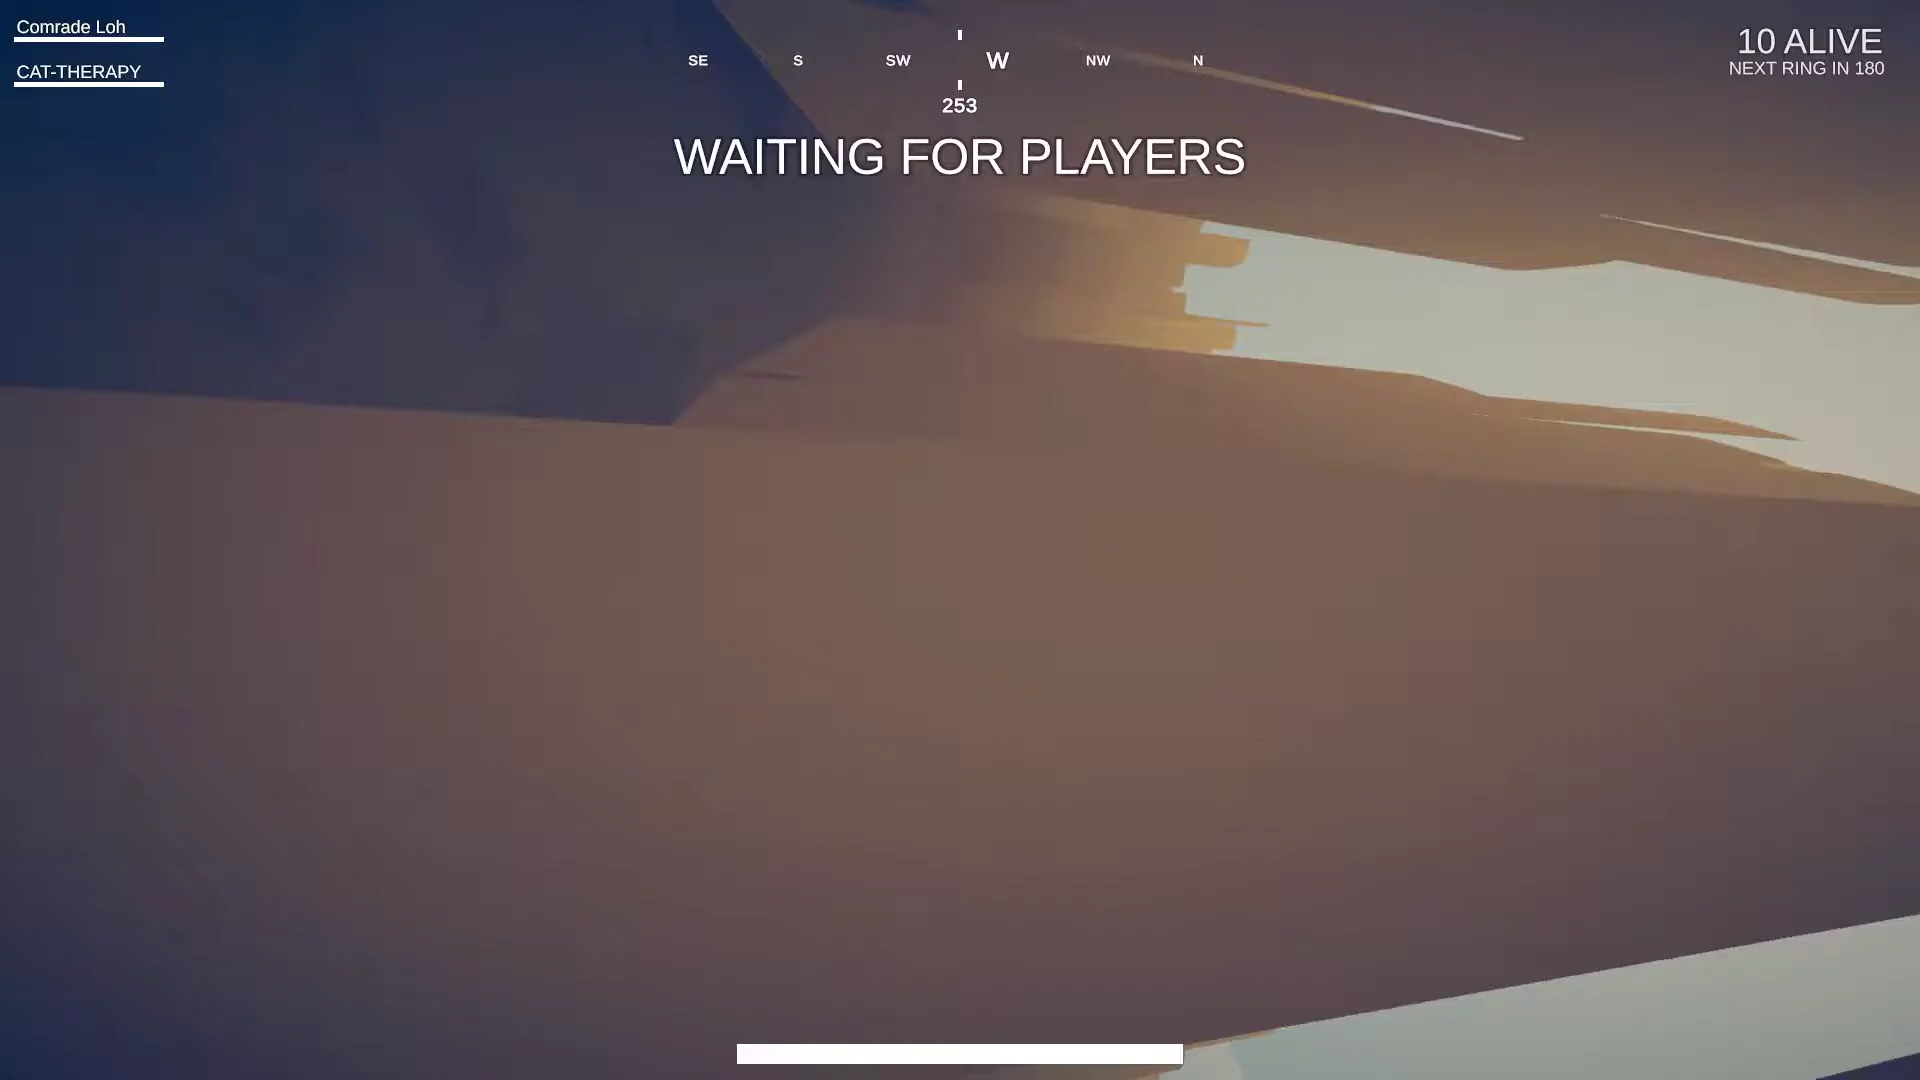 Comrade Loh
CAT-THERAPY
SE S SW W NW N
253
WAITING FOR PLAYERS
10 ALIVE
NEXT RING IN 180